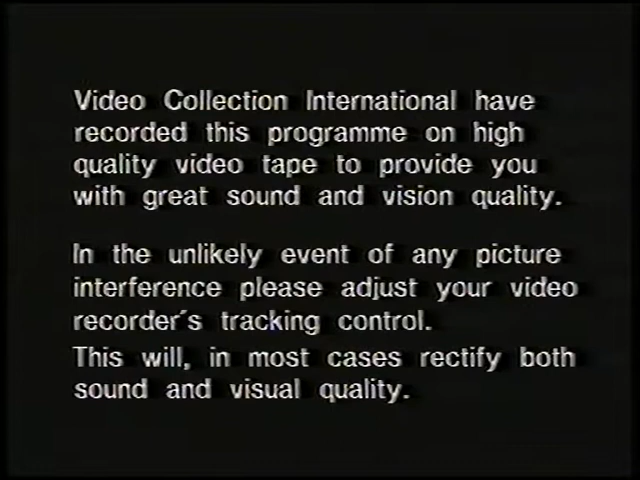 Video Collection International have
recorded this programme on high
quality video tape to provide you
with great sound and vision quality.
In the unlikely event of any picture
interference please adjust your video
recorder's tracking control.
This will, in most cases rectify both
sound and visual quality.